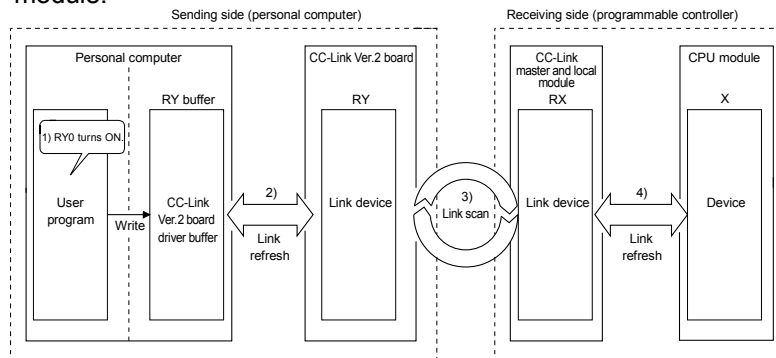 module.
Sending side (personal computer)
Receiving side (programmable controller)
Personal computer
CC-Link Ver.2 board
CC-Link
master and local
module
CPU module
RY buffer
RY
RX
X
1) RY0 turns ON.
User
program
Write
CC-Link
Ver.2 board
driver buffer
2)
Link
refresh
Link device
3)
Link scan
Link device
4)
Link
refresh
Device